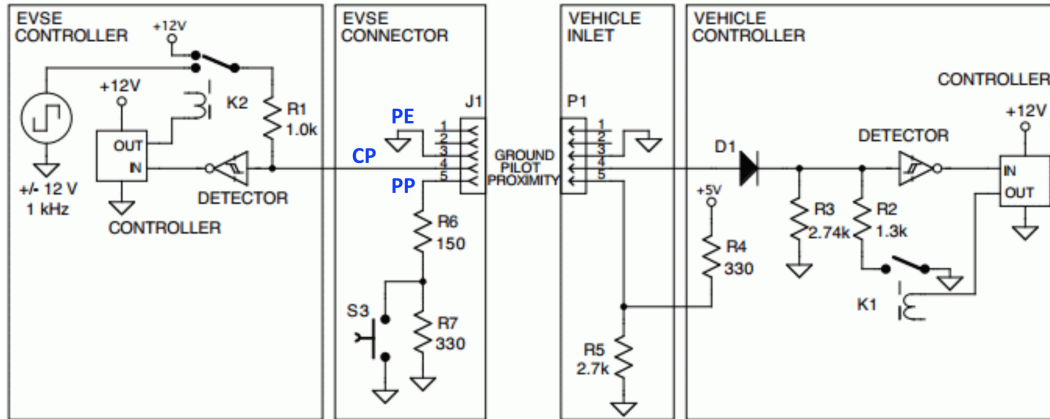 EVSE
CONTROLLER
+12V
+12V
K2
R1
1.0k
OUT
IN
DETECTOR
+/- 12 V
1 kHz
CONTROLLER
EVSE
CONNECTOR
J1
PE
1
2
3
4
5
CP
PP
R6
150
S3
R7
330
GROUND
PILOT
PROXIMITY
VEHICLE
INLET
P1
1
2
3
4
5
R5
2.7k
VEHICLE
CONTROLLER
CONTROLLER
+12V
DETECTOR
D1
IN
OUT
+5V
R3
2.74k
R2
1.3k
R4
330
K1